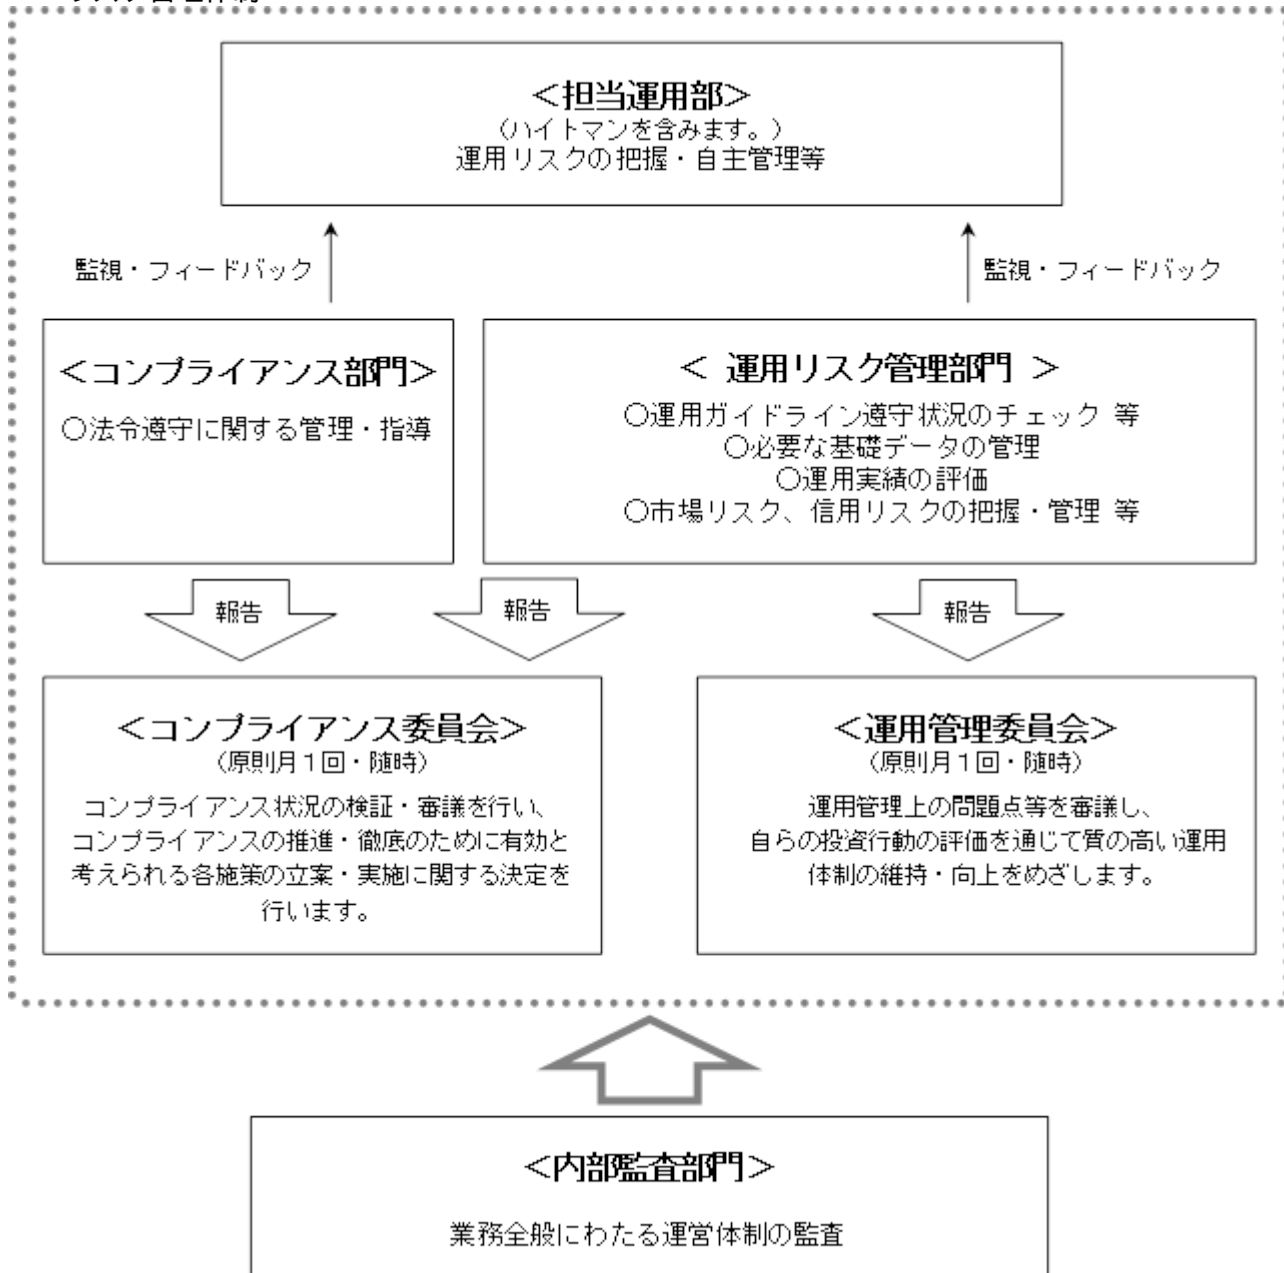 ＜担当運用部＞
（ハイトマンを含みます。）
運用リスクの把握・自主管理等
監視・フィードバック
監視・フィードバック
＜コンプライアンス部門＞
○法令遵守に関する管理・指導
＜ 運用リスク管理部門 ＞
○運用ガイドライン遵守状況のチェック 等
○必要な基礎データの管理
○運用実績の評価
○市場リスク、信用リスクの把握・管理 等
報告
報告
報告
＜コンプライアンス委員会＞
（原則月１回・随時）
コンプライアンス状況の検証・審議を行い、
コンプライアンスの推進・徹底のために有効と
考えられる各施策の立案・実施に関する決定を
行います。
＜運用管理委員会＞
（原則月１回・随時）
運用管理上の問題点等を審議し、
自らの投資行動の評価を通じて質の高い運用
体制の維持・向上をめざします。
＜内部監査部門＞
業務全般にわたる運営体制の監査